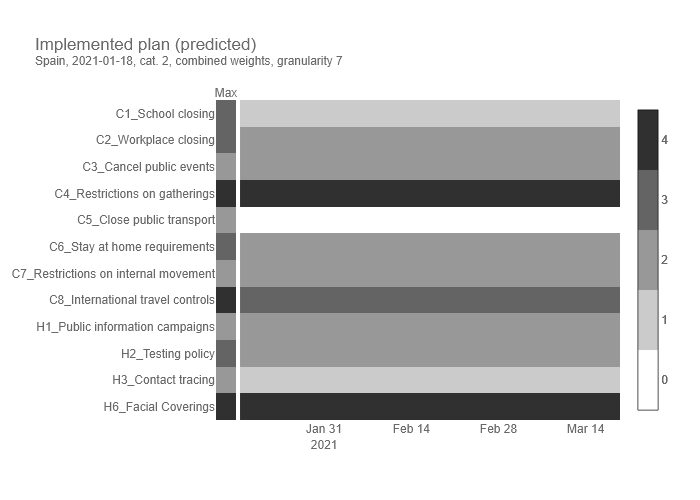 Implemented plan (predicted)
Spain, 2021-01-18, cat. 2, combined weights, granularity 7
Max
C1_School closing
C2_Workplace closing
C3_Cancel public events
C4_Restrictions on gatherings
C5_Close public transport
C6_Stay at home requirements
C7_Restrictions on internal movement
C8_International travel controls
H1_Public information campaigns
H2_Testing policy
H3_Contact tracing
H6_Facial Coverings
4
3
2
1
0
Jan 31 Feb 14 Feb 28 Mar 14
2021